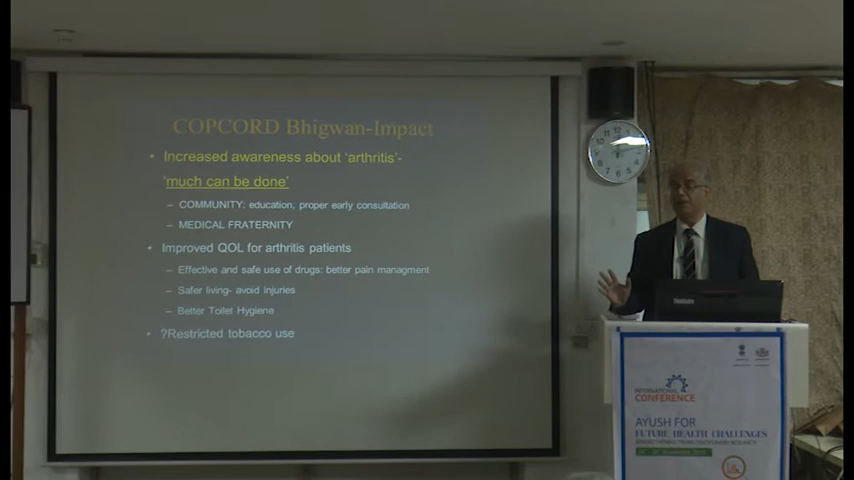 COPCORD Bhigwan-Impact
• Increased awareness about 'arthritis'-
'much can be done'
– COMMUNITY: education, proper early consultation
– MEDICAL FRATERNITY
• Improved QOL for arthritis patients
– Effective and safe use of drugs: better pain managment
– Safer living- avoid injuries
– Better Toilet Hygiene
• ?Restricted tobacco use
INTERNATIONAL
CONFERENCE
AYUSH FOR
FUTURE HEALTH CHALLENGES